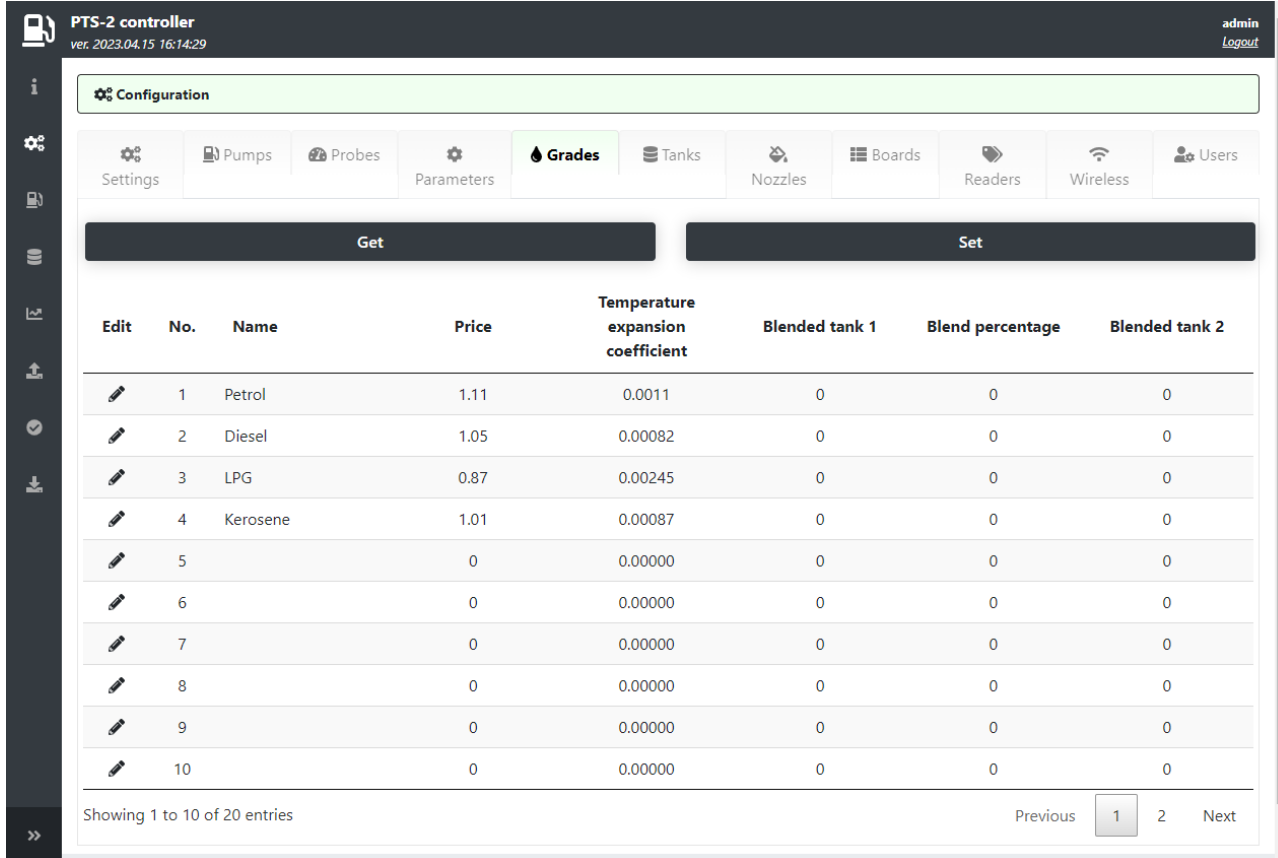 PTS-2 controller
ver. 2023.04.15 16:14:29
admin
Logout
Configuration
Settings Pumps Probes Parameters Grades Tanks Nozzles Boards Readers Wireless Users
Get Set
Edit No. Name Price Temperature expansion coefficient Blended tank 1 Blend percentage Blended tank 2
1 Petrol 1.11 0.0011 0 0 0
2 Diesel 1.05 0.00082 0 0 0
3 LPG 0.87 0.00245 0 0 0
4 Kerosene 1.01 0.00087 0 0 0
5 0 0.00000 0 0 0
6 0 0.00000 0 0 0
7 0 0.00000 0 0 0
8 0 0.00000 0 0 0
9 0 0.00000 0 0 0
10 0 0.00000 0 0 0
Showing 1 to 10 of 20 entries Previous 1 2 Next